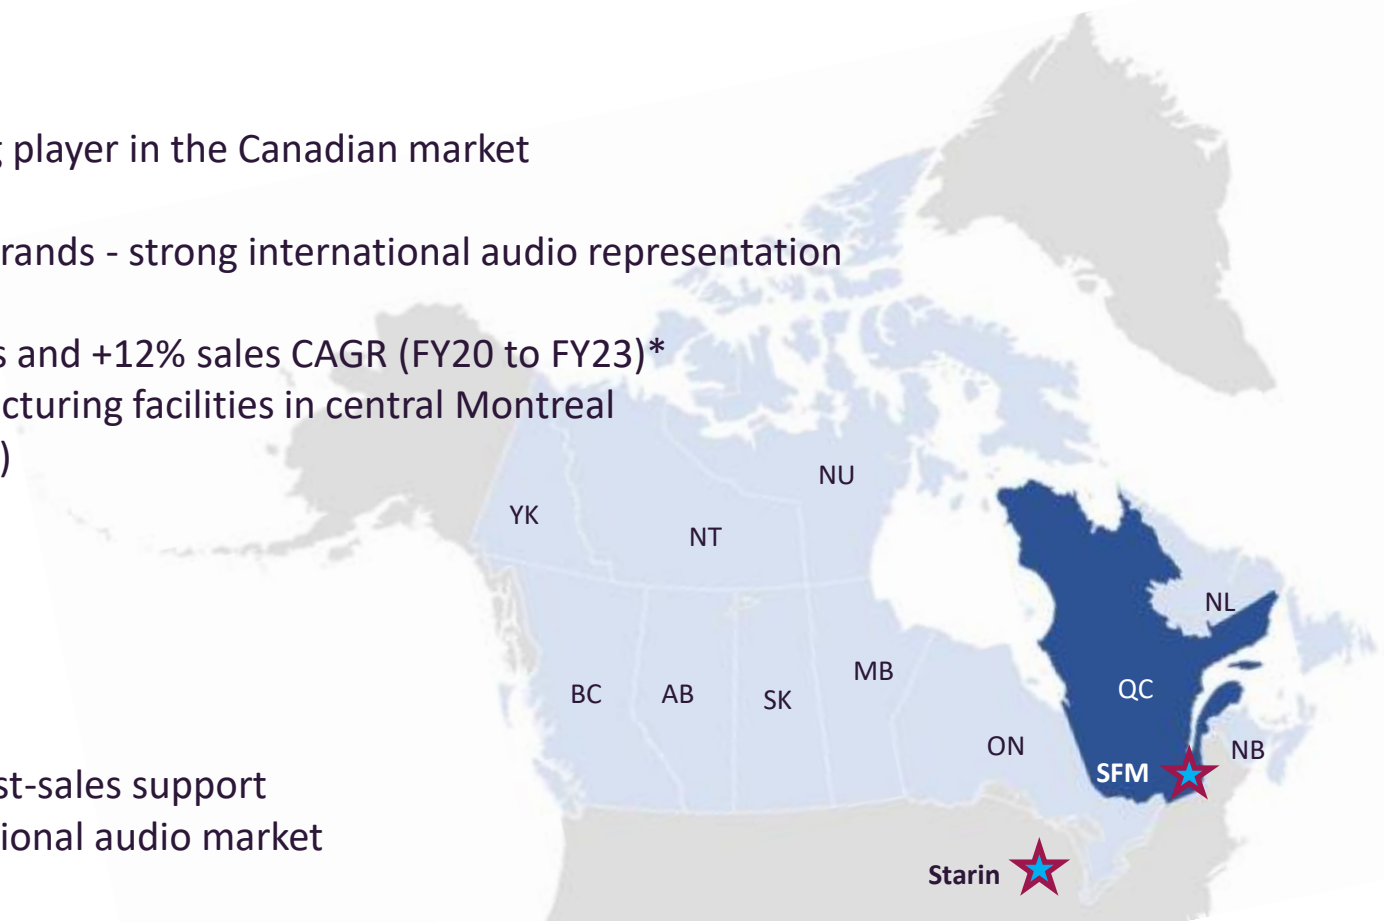 player in the Canadian market
rands - strong international audio representation
s and +12% sales CAGR (FY20 to FY23)*
cturing facilities in central Montreal
)
NU
YK
NT
NL
MB
BC
AB
SK
QC
ON
NB
SFM
st-sales support
ional audio market
Starin